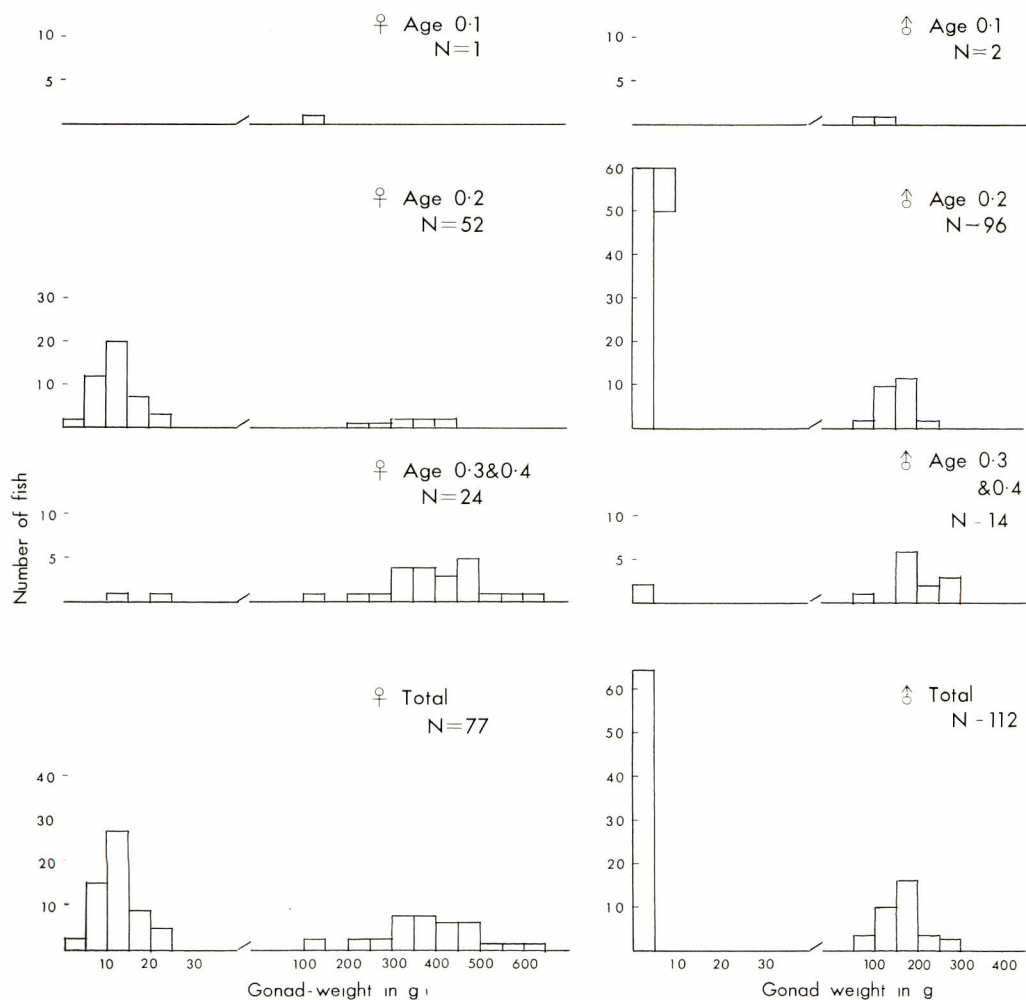 10
5
♀ Age 0·1
N=1
10
5
♂ Age 0·1
N=2
30
20
10
♀ Age 0·2
N=52
60
50
40
30
20
10
♂ Age 0·2
N-96
Number of fish
10
5
♀ Age 0·3&0·4
N=24
10
5
♂ Age 0·3
&0·4
N-14
40
30
20
10
♀ Total
N=77
60
50
40
30
20
10
♂ Total
N-112
10 20 30 100 200 300 400 500 600
Gonad-weight in g
10 100 200 300 400
Gonad weight in g